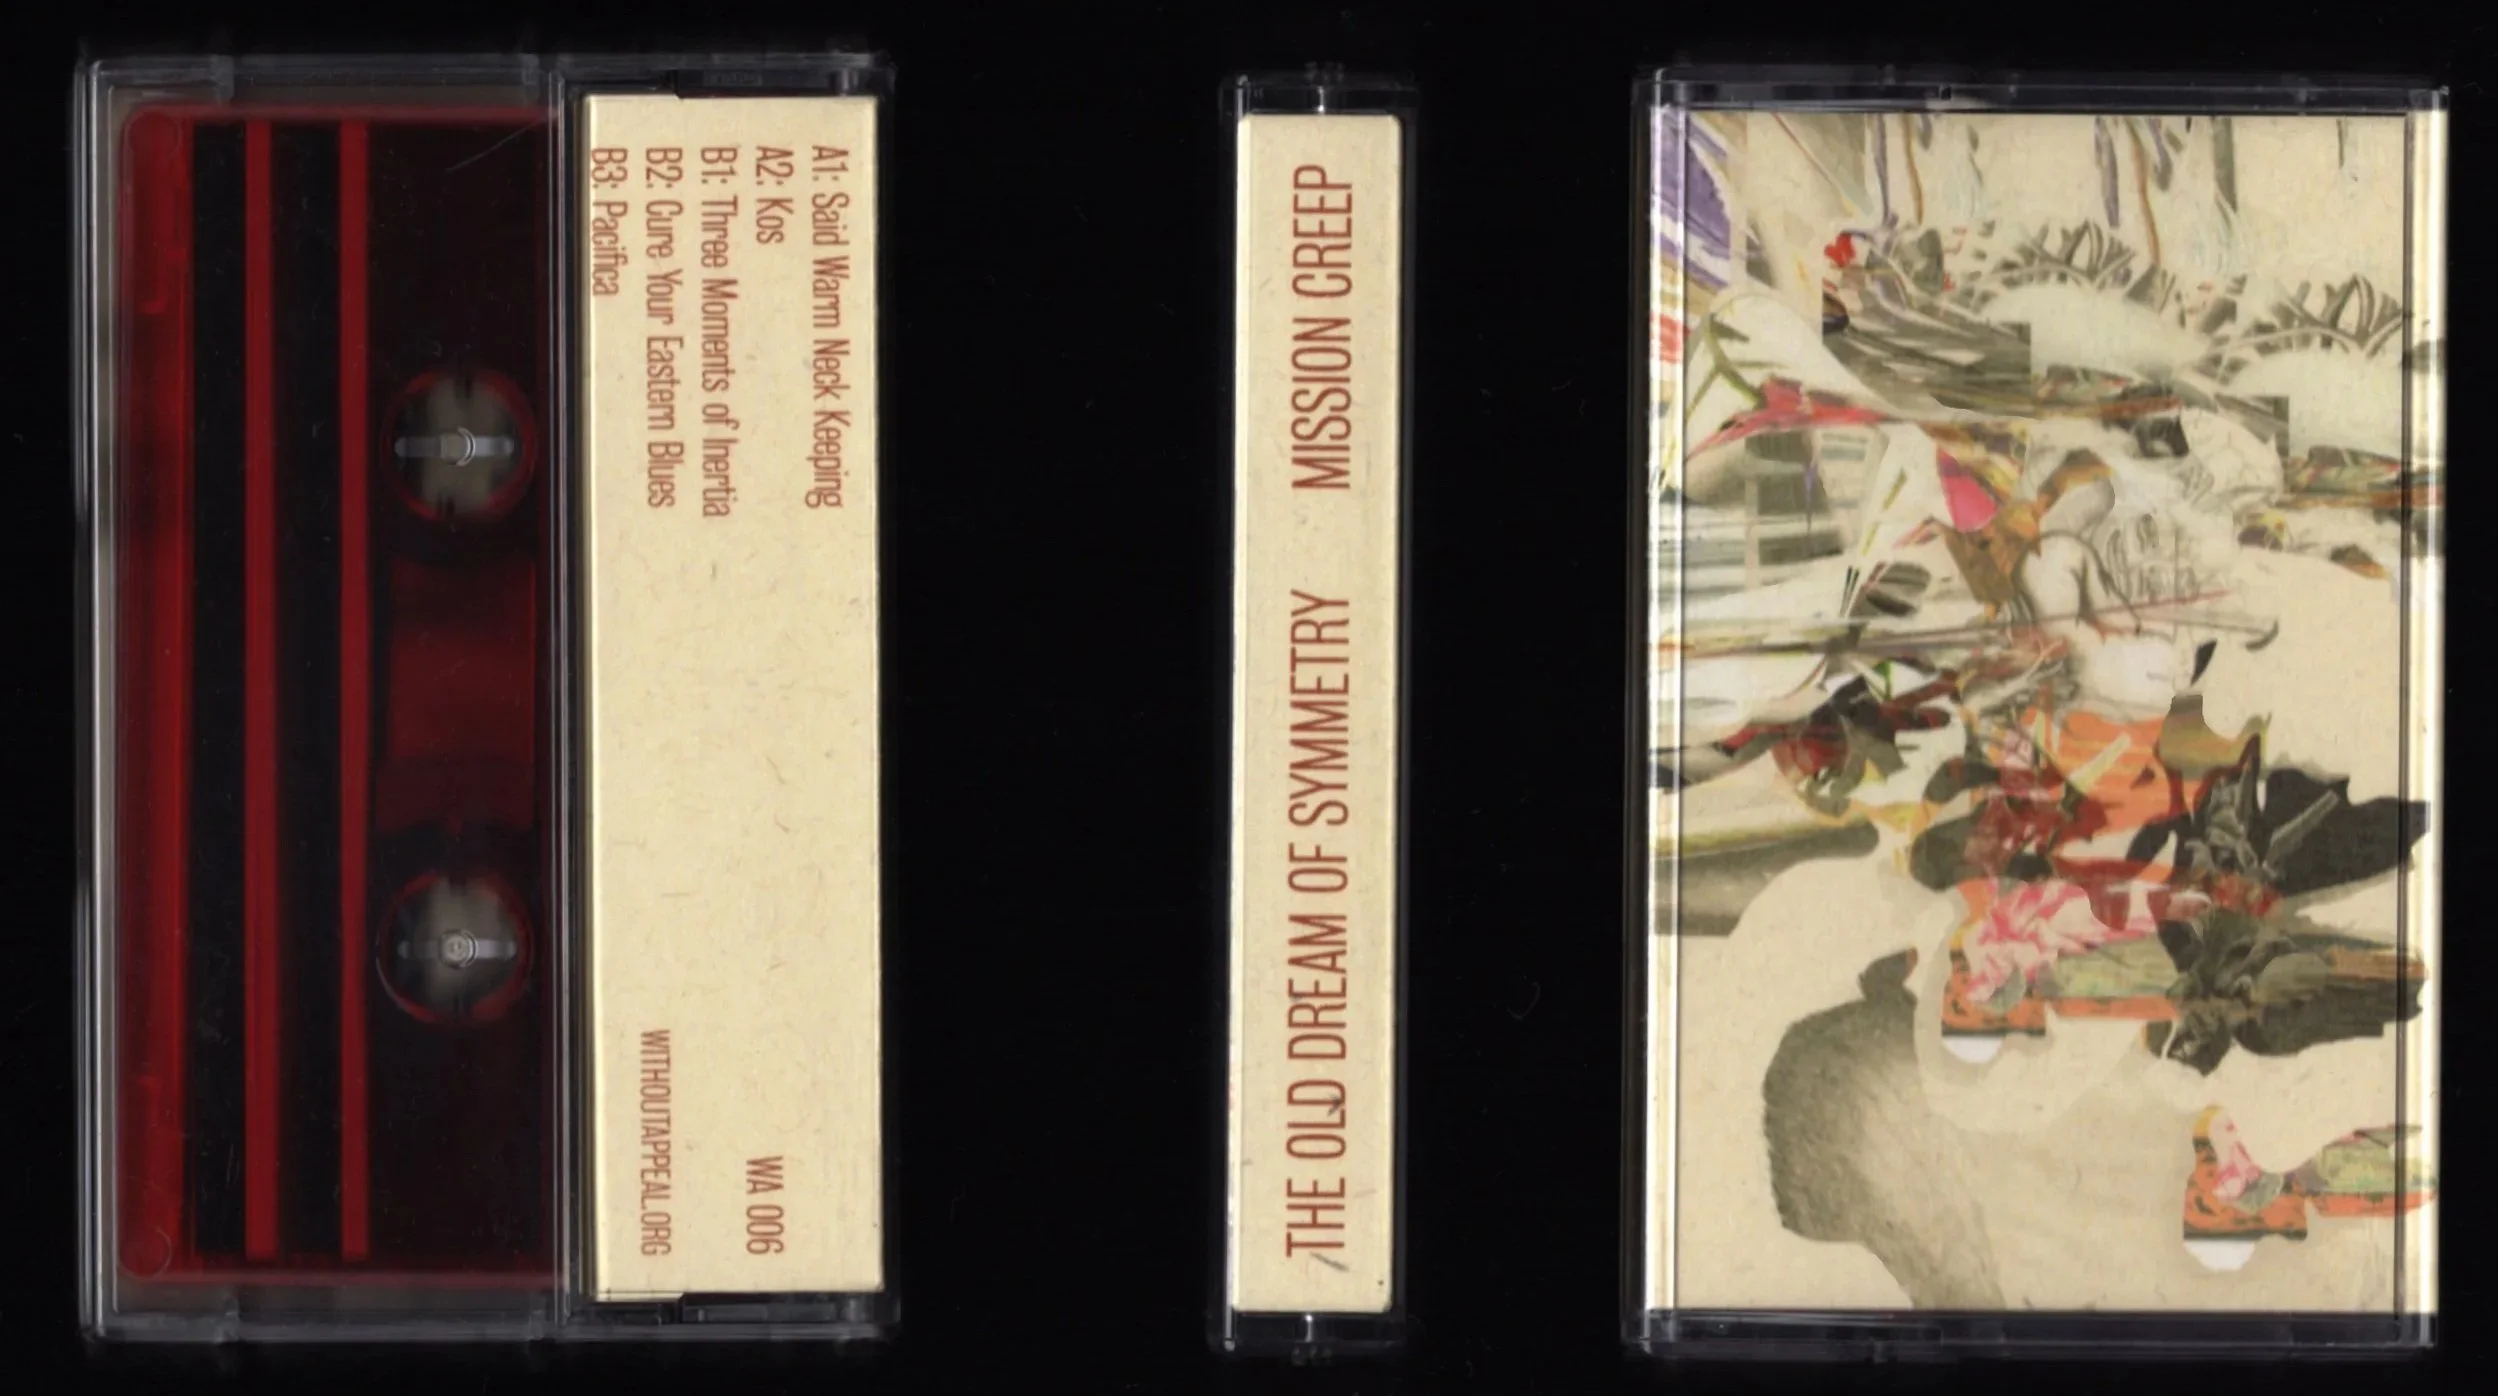 A1: Said Warm Neck Keeping
A2: Kos
B1: Three Moments of Inertia
B2: Cure Your Eastern Blues
B3: Pacifica
WA 006
WITHOUTAPPEAL.ORG
THE OLD DREAM OF SYMMETRY MISSION CREEP